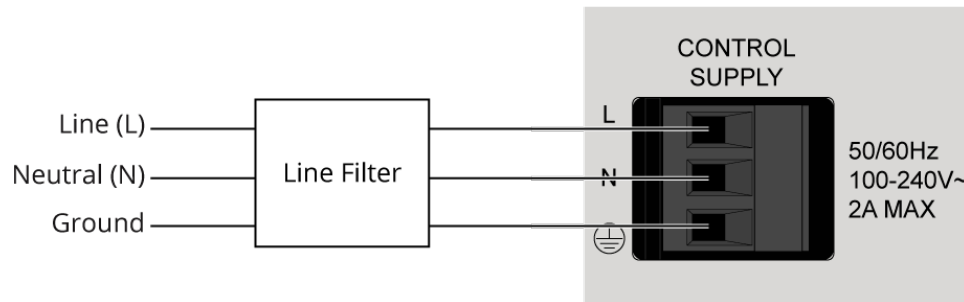 Line (L)
Neutral (N)
Ground
Line Filter
CONTROL
SUPPLY
L
N
50/60Hz
100-240V~
2A MAX